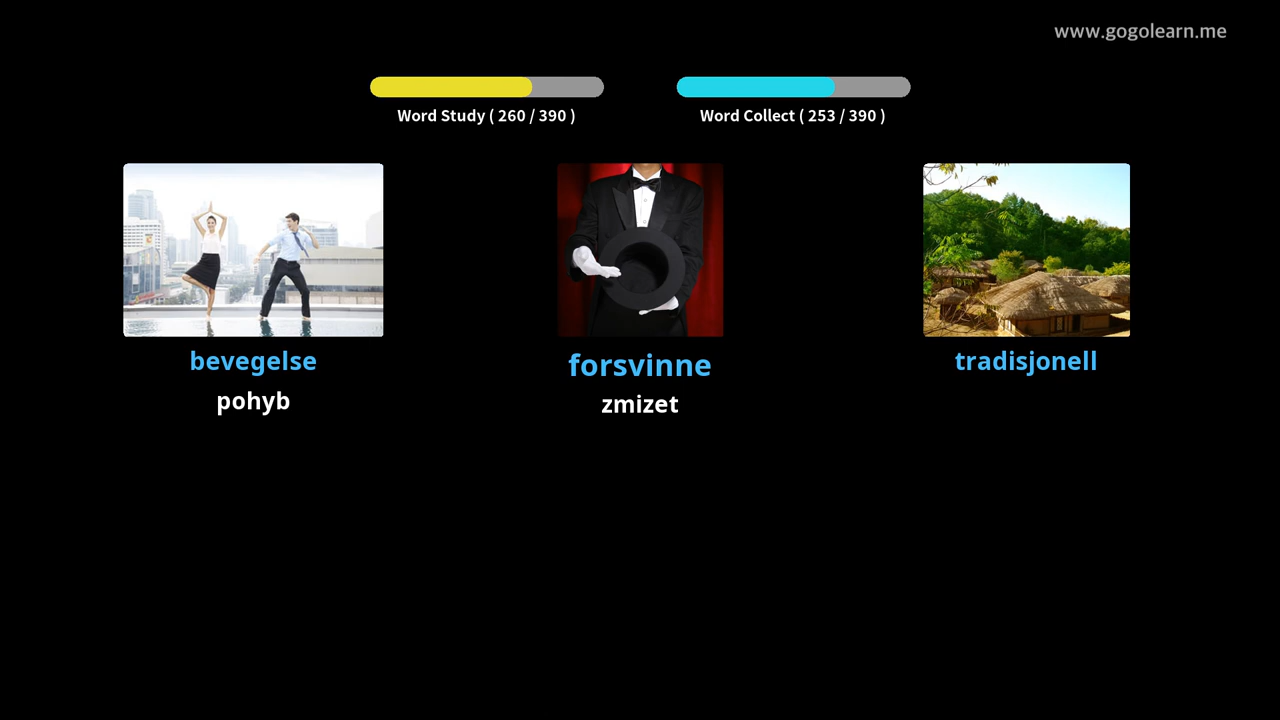 www.gogolearn.me
Word Study ( 260 / 390 )
Word Collect ( 253 / 390 )
bevegelse
pohyb
forsvinne
zmizet
tradisjonell